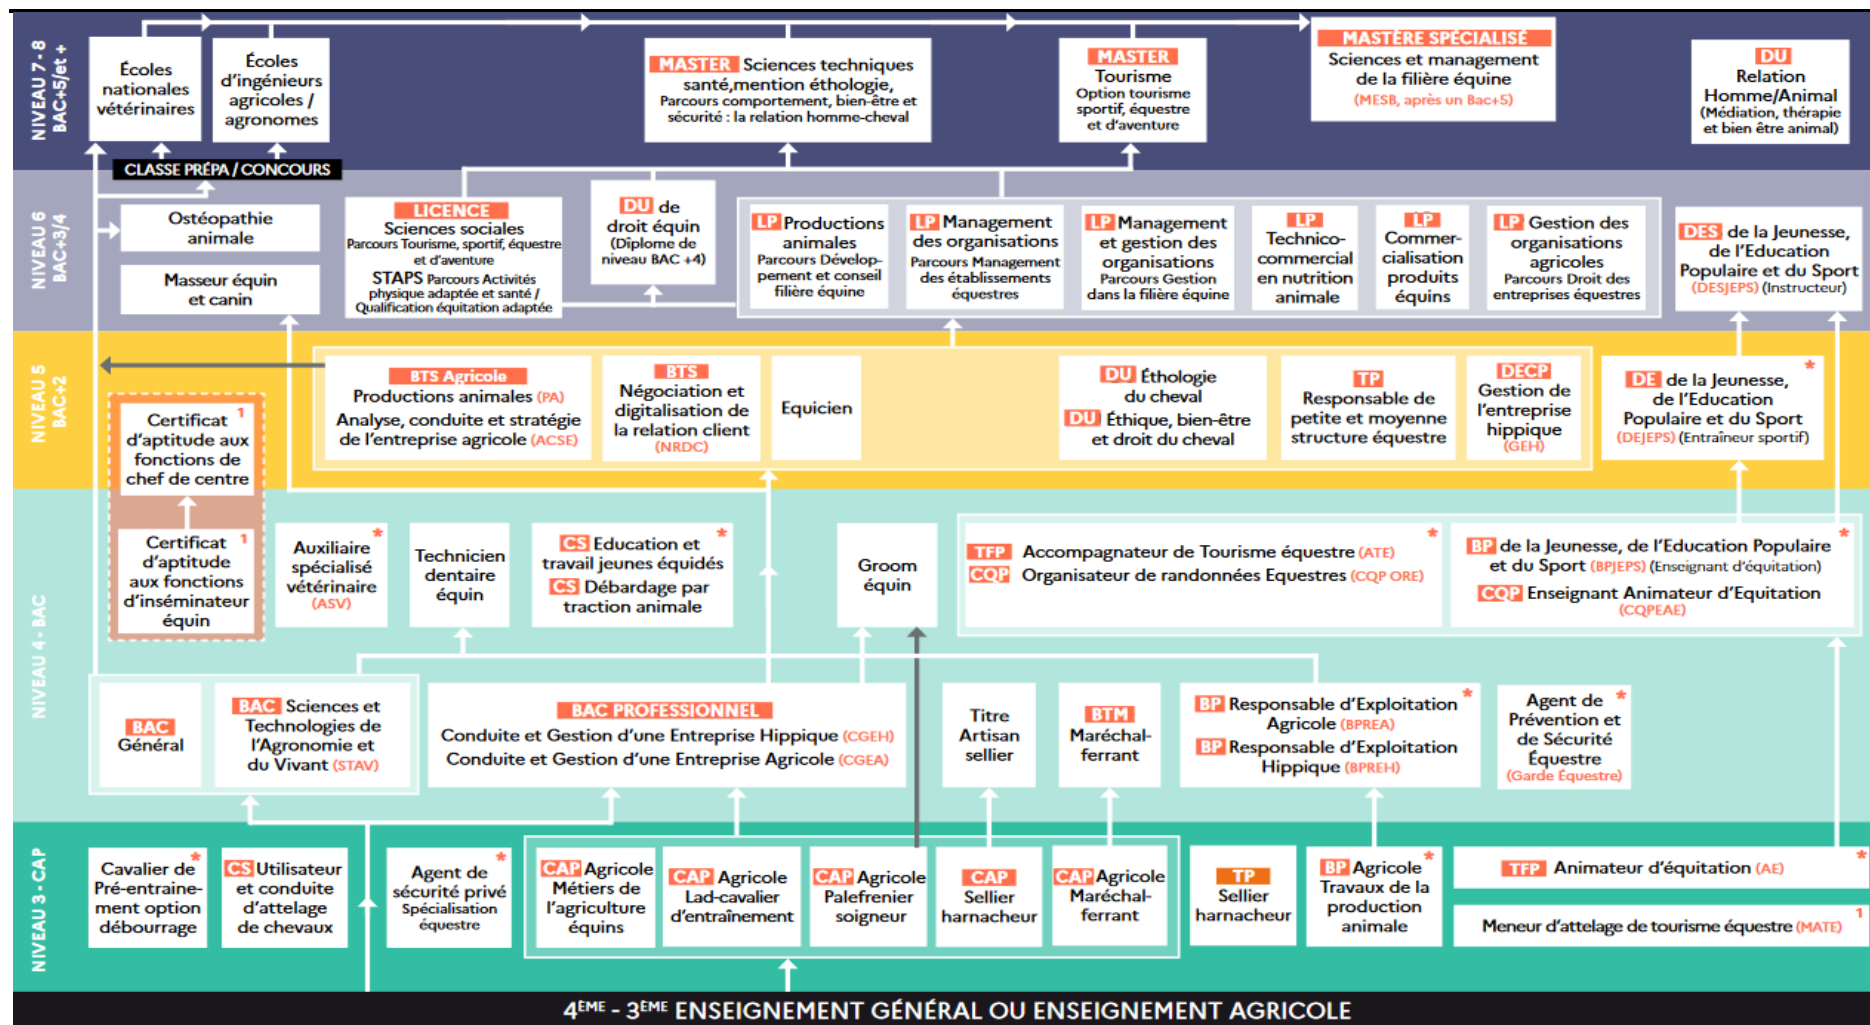 NIVEAU 7 - 8
BAC+5/et +
Écoles
nationales
vétérinaires
Écoles
d'ingénieurs
agricoles /
agronomes
MASTER Sciences techniques
santé,mention éthologie,
Parcours comportement, bien-être et
sécurité : la relation homme-cheval
MASTER
Tourisme
Option tourisme
sportif, équestre
et d'aventure
MASTÈRE SPÉCIALISÉ
Sciences et management
de la filière équine
(MESB, après un Bac+5)
DU
Relation
Homme/Animal
(Médiation, thérapie
et bien être animal)
CLASSE PRÉPA / CONCOURS
NIVEAU 6
BAC+3/4
Ostéopathie
animale
Masseur équin
et canin
LICENCE
Sciences sociales
Parcours Tourisme, sportif, équestre
et d'aventure
STAPS Parcours Activités
physique adaptée et santé /
Qualification équitation adaptée
DU de
droit équin
(Dîplome de
niveau BAC +4)
LP Productions
animales
Parcours Dévelop-
pement et conseil
filière équine
LP Management
des organisations
Parcours Management
des établissements
équestres
LP Management
et gestion des
organisations
Parcours Gestion
dans la filière équine
LP
Technico-
commercial
en nutrition
animale
LP
Commer-
cialisation
produits
équins
LP Gestion des
organisations
agricoles
Parcours Droit des
entreprises équestres
DES de la Jeunesse,
de l'Education
Populaire et du Sport
(DESJEPS) (Instructeur)
NIVEAU 5
BAC+2
Certificat 1
d'aptitude aux
fonctions de
chef de centre
BTS Agricole
Productions animales (PA)
Analyse, conduite et stratégie
de l'entreprise agricole (ACSE)
BTS
Négociation et
digitalisation de
la relation client
(NRDC)
Equicien
DU Éthologie
du cheval
DU Éthique, bien-être
et droit du cheval
TP
Responsable de
petite et moyenne
structure équestre
DECP
Gestion de
l'entreprise
hippique
(GEH)
*
DE de la Jeunesse,
de l'Education
Populaire et du Sport
(DEJEPS) (Entraîneur sportif)
NIVEAU 4 - BAC
Certificat 1
d'aptitude
aux fonctions
d'inséminateur
équin
*
Auxiliaire
spécialisé
vétérinaire
(ASV)
Technicien
dentaire
équin
*
CS Education et
travail jeunes équidés
CS Débardage par
traction animale
Groom
équin
*
TFP Accompagnateur de Tourisme équestre (ATE)
CQP Organisateur de randonnées Equestres (CQP ORE)
*
BP de la Jeunesse, de l'Education Populaire
et du Sport (BPJEPS) (Enseignant d'équitation)
CQP Enseignant Animateur d'Equitation
(CQPEAE)
BAC
Général
BAC Sciences et
Technologies de
l'Agronomie et
du Vivant (STAV)
BAC PROFESSIONNEL
Conduite et Gestion d'une Entreprise Hippique (CGEH)
Conduite et Gestion d'une Entreprise Agricole (CGEA)
Titre
Artisan
sellier
BTM
Maréchal-
ferrant
*
BP Responsable d'Exploitation
Agricole (BPREA)
BP Responsable d'Exploitation
Hippique (BPREH)
Agent de *
Prévention et
de Sécurité
Équestre
(Garde Équestre)
NIVEAU 3 - CAP
*
Cavalier de
Pré-entraine-
ment option
débourrage
CS Utilisateur
et conduite
d'attelage
de chevaux
*
Agent de
sécurité privé
Spécialisation
équestre
CAP Agricole
Métiers de
l'agriculture
équins
CAP Agricole
Lad-cavalier
d'entraînement
CAP Agricole
Palefrenier
soigneur
CAP
Sellier
harnacheur
CAP Agricole
Maréchal-
ferrant
TP
Sellier
harnacheur
*
BP Agricole
Travaux de la
production
animale
*
TFP Animateur d'équitation (AE)
1
Meneur d'attelage de tourisme équestre (MATE)
4ÈME - 3ÈME ENSEIGNEMENT GÉNÉRAL OU ENSEIGNEMENT AGRICOLE